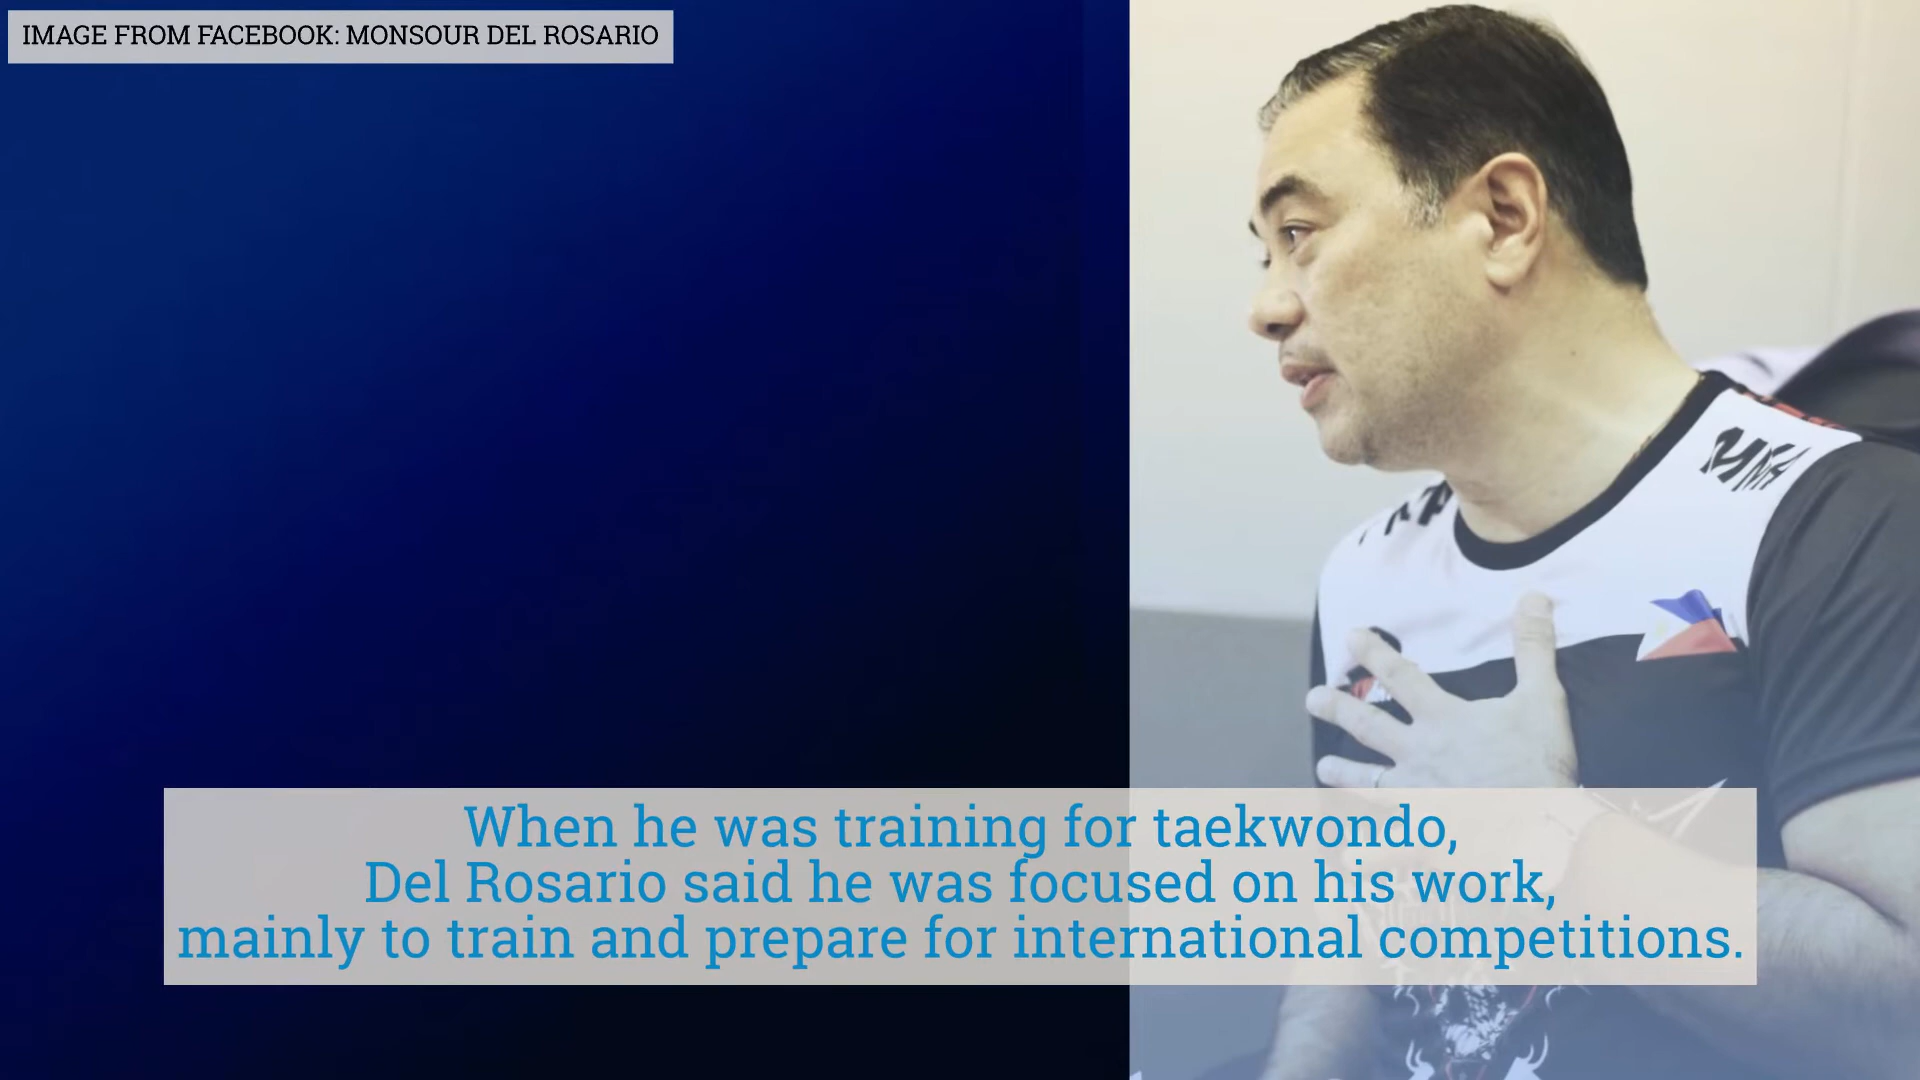 IMAGE FROM FACEBOOK: MONSOUR DEL ROSARIO
When he was training for taekwondo,
Del Rosario said he was focused on his work,
mainly to train and prepare for international competitions.